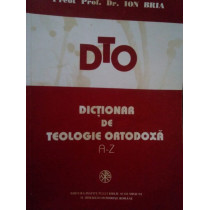 Preot Prof. Dr. ION BRIA
DTO
DICȚIONAR
DE
TEOLOGIE ORTODOXĂ
A-Z